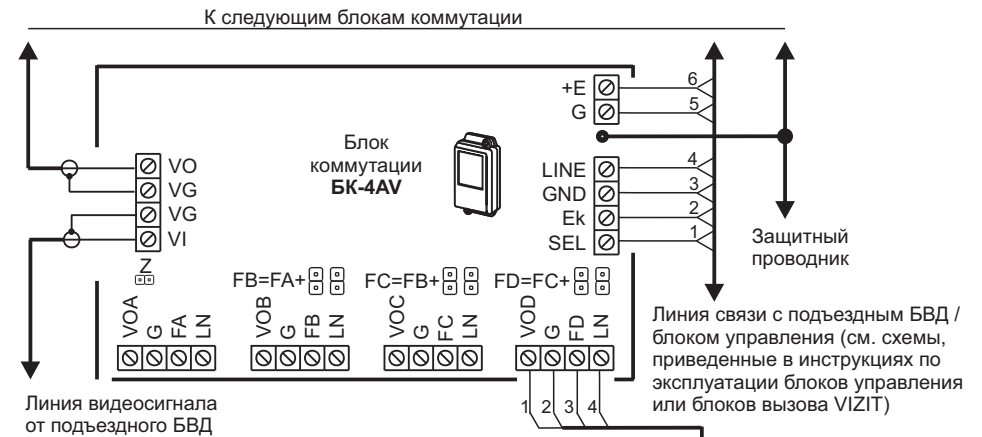 К следующим блокам коммутации
+E
G
6
5
Блок
коммутации
БК-4AV
VO
VG
VG
VI
Z
LINE
GND
Ek
SEL
4
3
2
1
Защитный
проводник
FB=FA+
FC=FB+
FD=FC+
VOA
G
FA
LN
VOB
G
FB
LN
VOC
G
FC
LN
VOD
G
FD
LN
1
2
3
4
Линия связи с подъездным БВД /
блоком управления (см. схемы,
приведенные в инструкциях по
эксплуатации блоков управления
или блоков вызова VIZIT)
Линия видеосигнала
от подъездного БВД